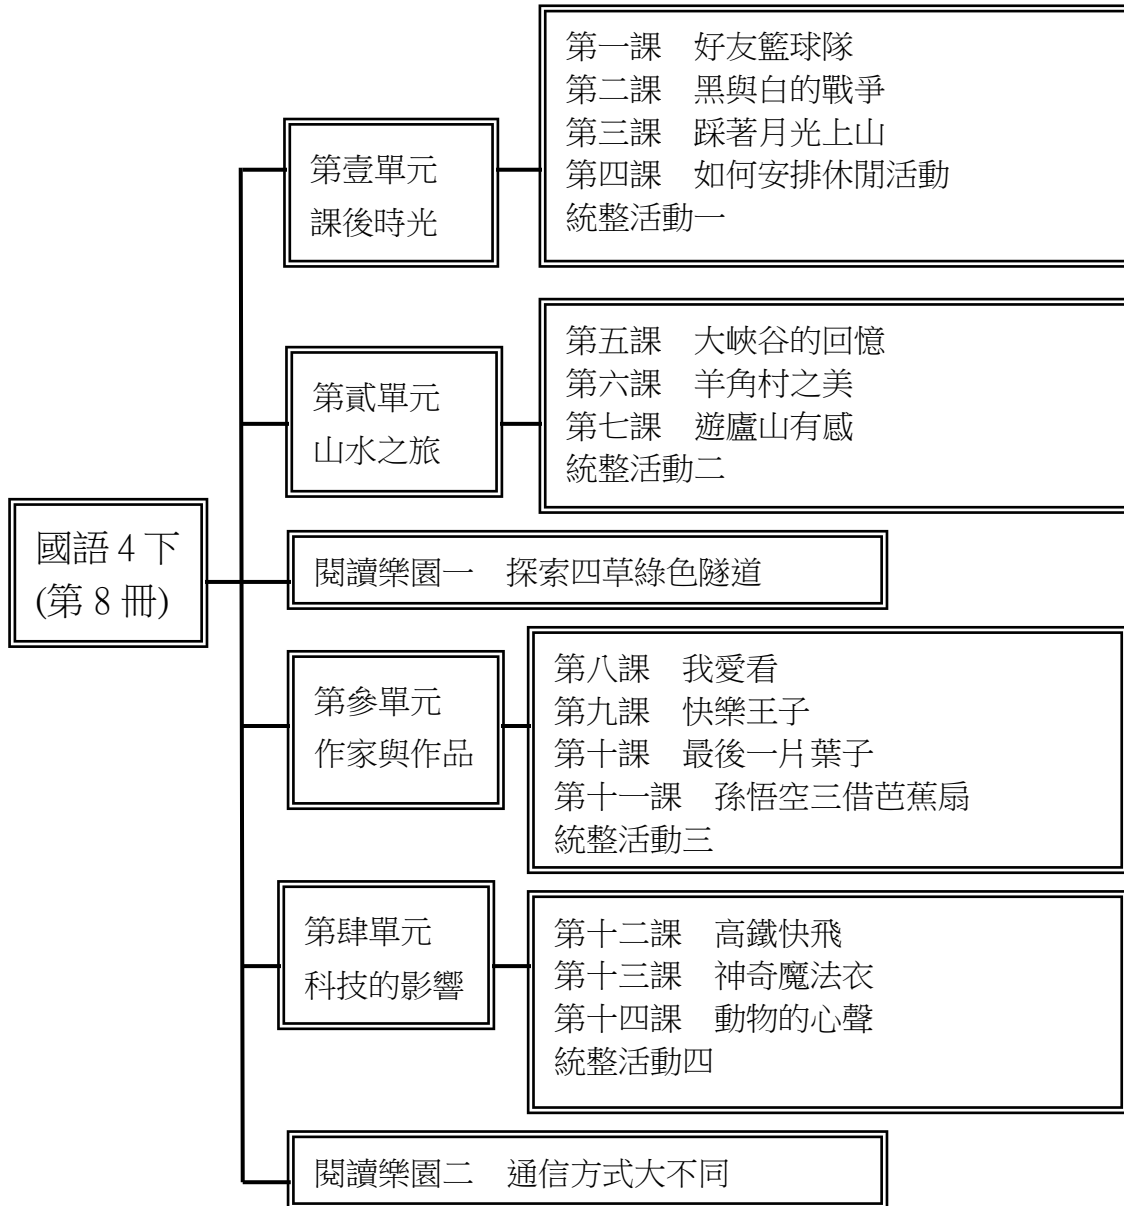 國語 4 下
(第 8 冊)
第壹單元
課後時光
第一課　好友籃球隊
第二課　黑與白的戰爭
第三課　踩著月光上山
第四課　如何安排休閒活動
統整活動一
第貳單元
山水之旅
第五課　大峽谷的回憶
第六課　羊角村之美
第七課　遊廬山有感
統整活動二
閱讀樂園一　探索四草綠色隧道
第參單元
作家與作品
第八課　我愛看
第九課　快樂王子
第十課　最後一片葉子
第十一課　孫悟空三借芭蕉扇
統整活動三
第肆單元
科技的影響
第十二課　高鐵快飛
第十三課　神奇魔法衣
第十四課　動物的心聲
統整活動四
閱讀樂園二　通信方式大不同